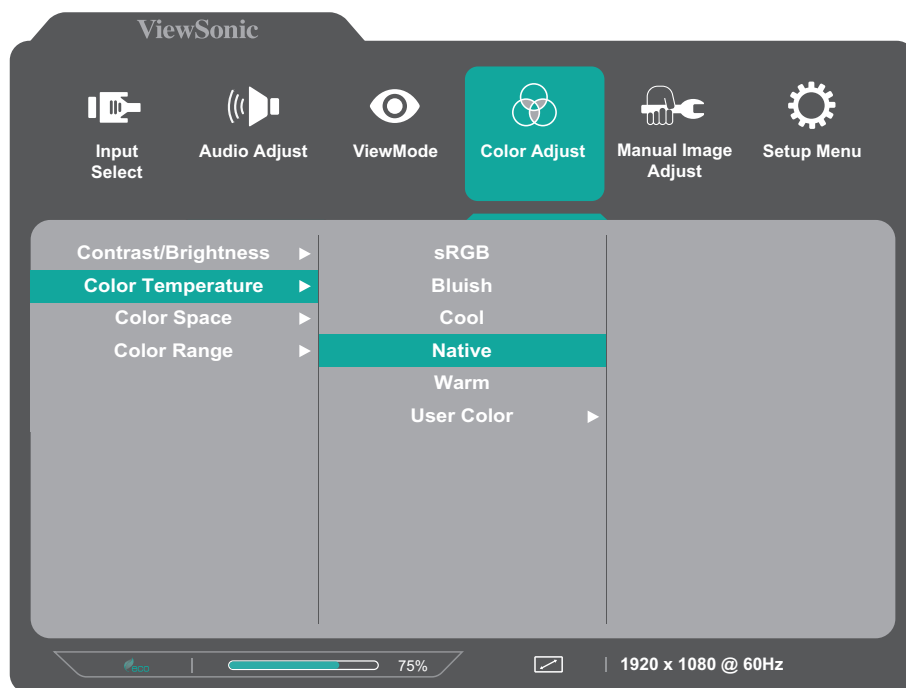 ViewSonic
Input
Select
Audio Adjust
ViewMode
Color Adjust
Manual Image
Adjust
Setup Menu
Contrast/Brightness
Color Temperature
Color Space
Color Range
sRGB
Bluish
Cool
Native
Warm
User Color
eco
75%
1920 x 1080 @ 60Hz